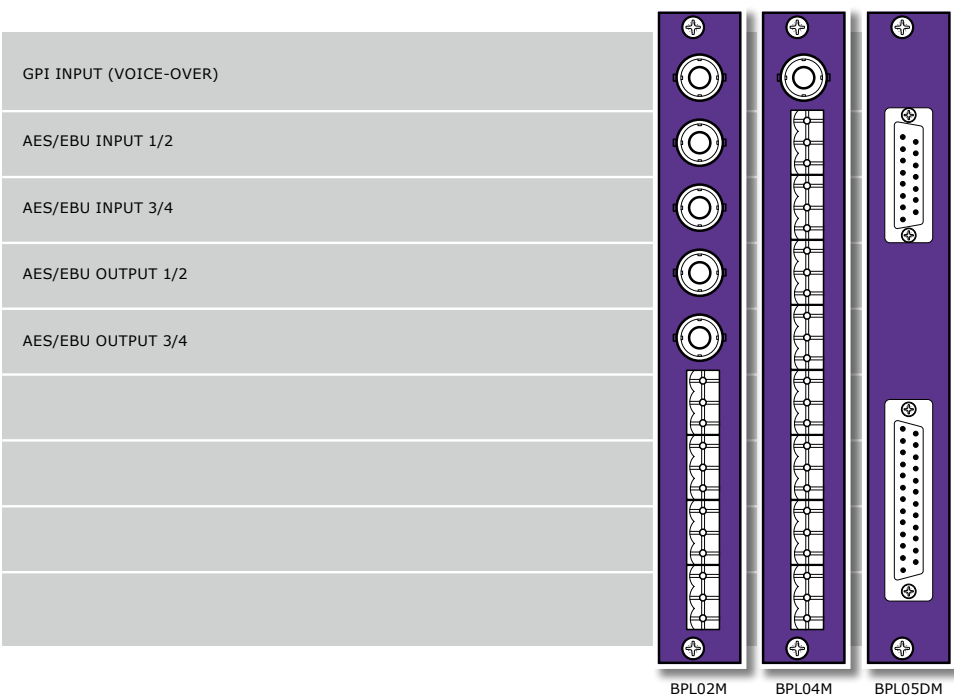 GPI INPUT (VOICE-OVER)
AES/EBU INPUT 1/2
AES/EBU INPUT 3/4
AES/EBU OUTPUT 1/2
AES/EBU OUTPUT 3/4
BPL02M BPL04M BPL05DM